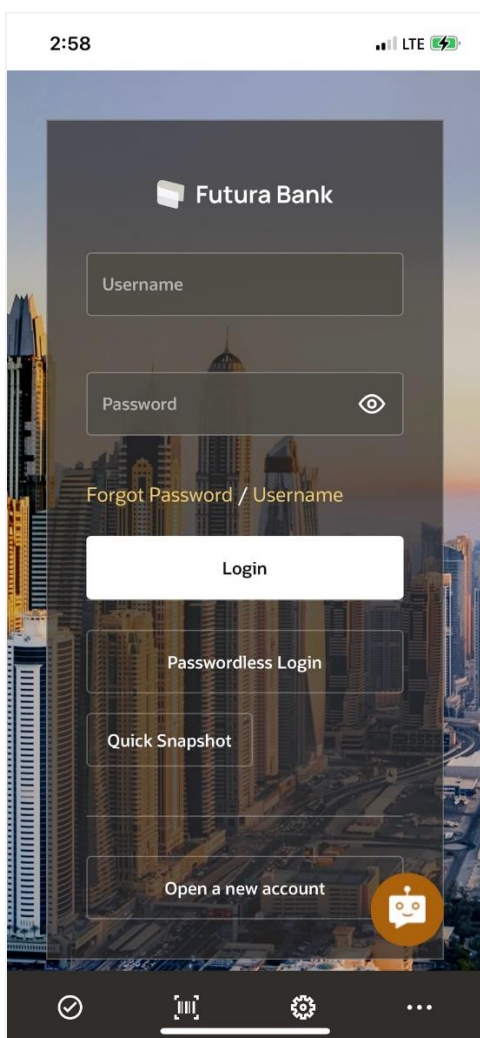 2:58 LTE
Futura Bank
Username
Password
Forgot Password / Username
Login
Passwordless Login
Quick Snapshot
Open a new account